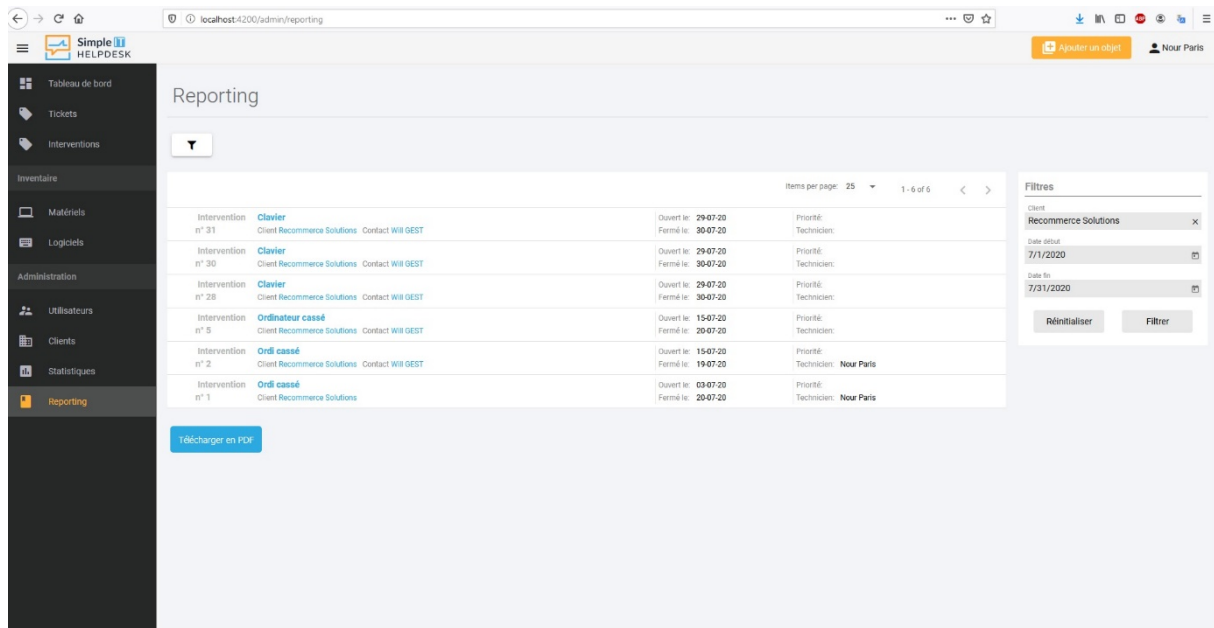 localhost:4200/admin/reporting
Simple IT
HELPDESK
Ajouter un objet
Nour Paris
Tableau de bord
Tickets
Interventions
Inventaire
Matériels
Logiciels
Administration
Utilisateurs
Clients
Statistiques
Reporting
Reporting
Items per page: 25 1 - 6 of 6
Intervention Clavier Ouvert le: 29-07-20 Priorité:
n° 31 Client Recommerce Solutions Contact Will GEST Fermé le: 30-07-20 Technicien:
Intervention Clavier Ouvert le: 29-07-20 Priorité:
n° 30 Client Recommerce Solutions Contact Will GEST Fermé le: 30-07-20 Technicien:
Intervention Clavier Ouvert le: 29-07-20 Priorité:
n° 28 Client Recommerce Solutions Contact Will GEST Fermé le: 30-07-20 Technicien:
Intervention Ordinateur cassé Ouvert le: 15-07-20 Priorité:
n° 5 Client Recommerce Solutions Contact Will GEST Fermé le: 20-07-20 Technicien:
Intervention Ordi cassé Ouvert le: 15-07-20 Priorité:
n° 2 Client Recommerce Solutions Contact Will GEST Fermé le: 19-07-20 Technicien: Nour Paris
Intervention Ordi cassé Ouvert le: 03-07-20 Priorité:
n° 1 Client Recommerce Solutions Fermé le: 20-07-20 Technicien: Nour Paris
Télécharger en PDF
Filtres
Client
Recommerce Solutions
Date début
7/1/2020
Date fin
7/31/2020
Réinitialiser Filtrer